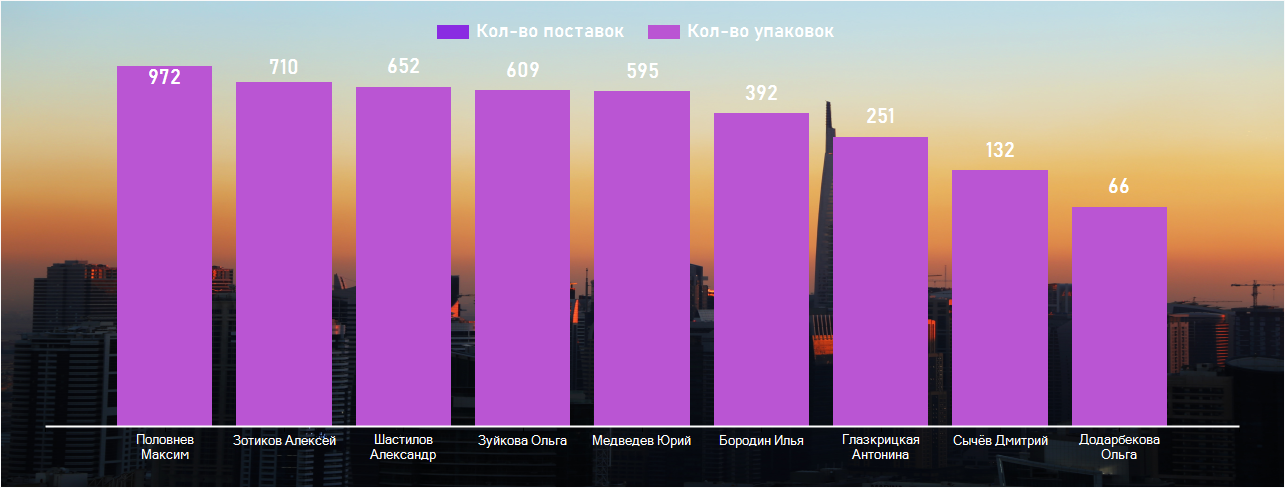 Кол-во поставок Кол-во упаковок
972 710 652 609 595 392 251 132 66
Половнев Максим
Зотиков Алексей
Шастилов Александр
Зуйкова Ольга
Медведев Юрий
Бородин Илья
Глазкрицкая Антонина
Сычёв Дмитрий
Додарбекова Ольга